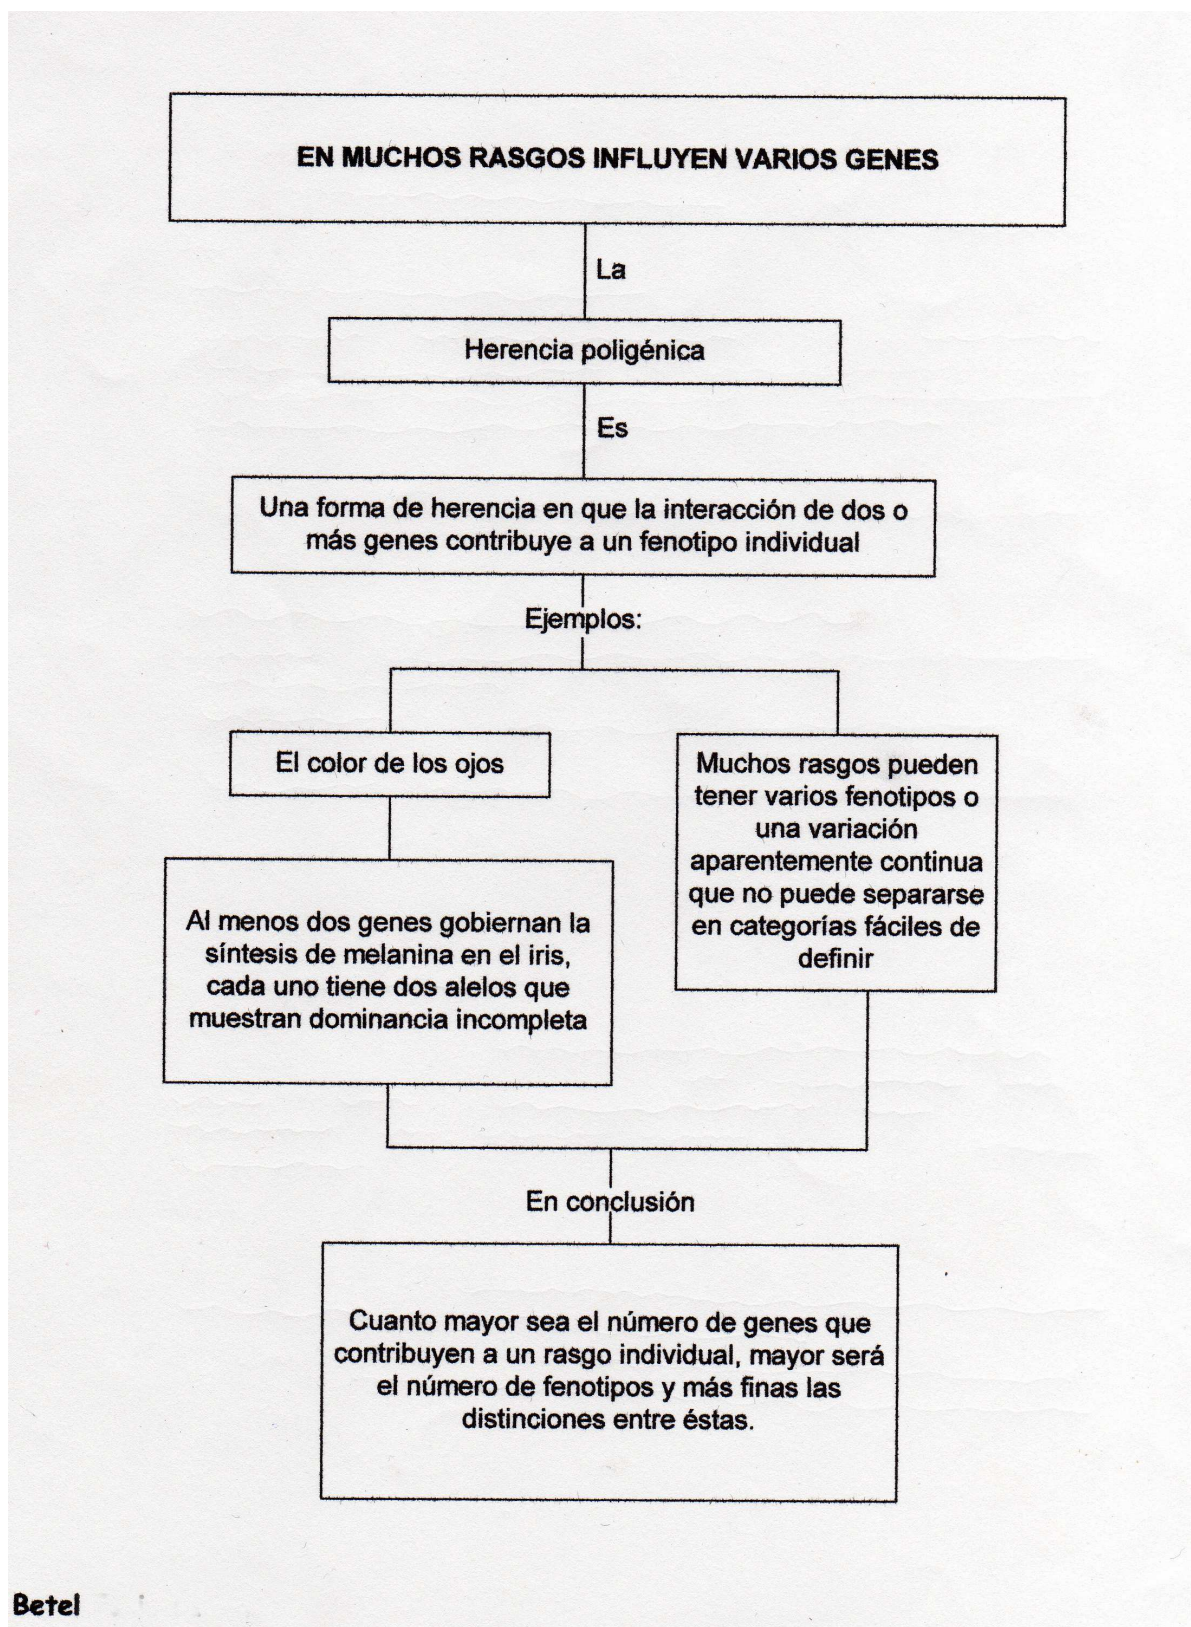 EN MUCHOS RASGOS INFLUYEN VARIOS GENES
La
Herencia poligénica
Es
Una forma de herencia en que la interacción de dos o
más genes contribuye a un fenotipo individual
Ejemplos:
El color de los ojos
Al menos dos genes gobiernan la
síntesis de melanina en el iris,
cada uno tiene dos alelos que
muestran dominancia incompleta
Muchos rasgos pueden
tener varios fenotipos o
una variación
aparentemente continua
que no puede separarse
en categorías fáciles de
definir
En conclusión
Cuanto mayor sea el número de genes que
contribuyen a un rasgo individual, mayor será
el número de fenotipos y más finas las
distinciones entre éstas.
Betel